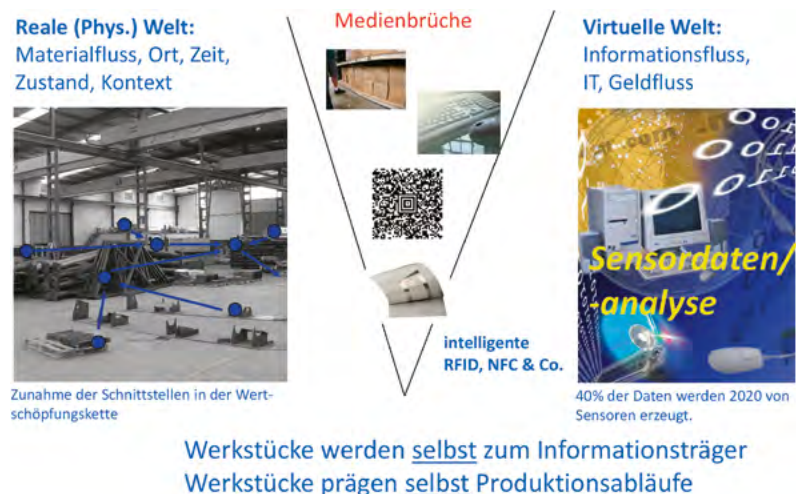 Reale (Phys.) Welt:
Materialfluss, Ort, Zeit,
Zustand, Kontext
Medienbrüche
Virtuelle Welt:
Informationsfluss,
IT, Geldfluss
Sensordaten/
-analyse
intelligente
RFID, NFC & Co.
Zunahme der Schnittstellen in der Wert-
schöpfungskette
40% der Daten werden 2020 von
Sensoren erzeugt.
Werkstücke werden selbst zum Informationsträger
Werkstücke prägen selbst Produktionsabläufe